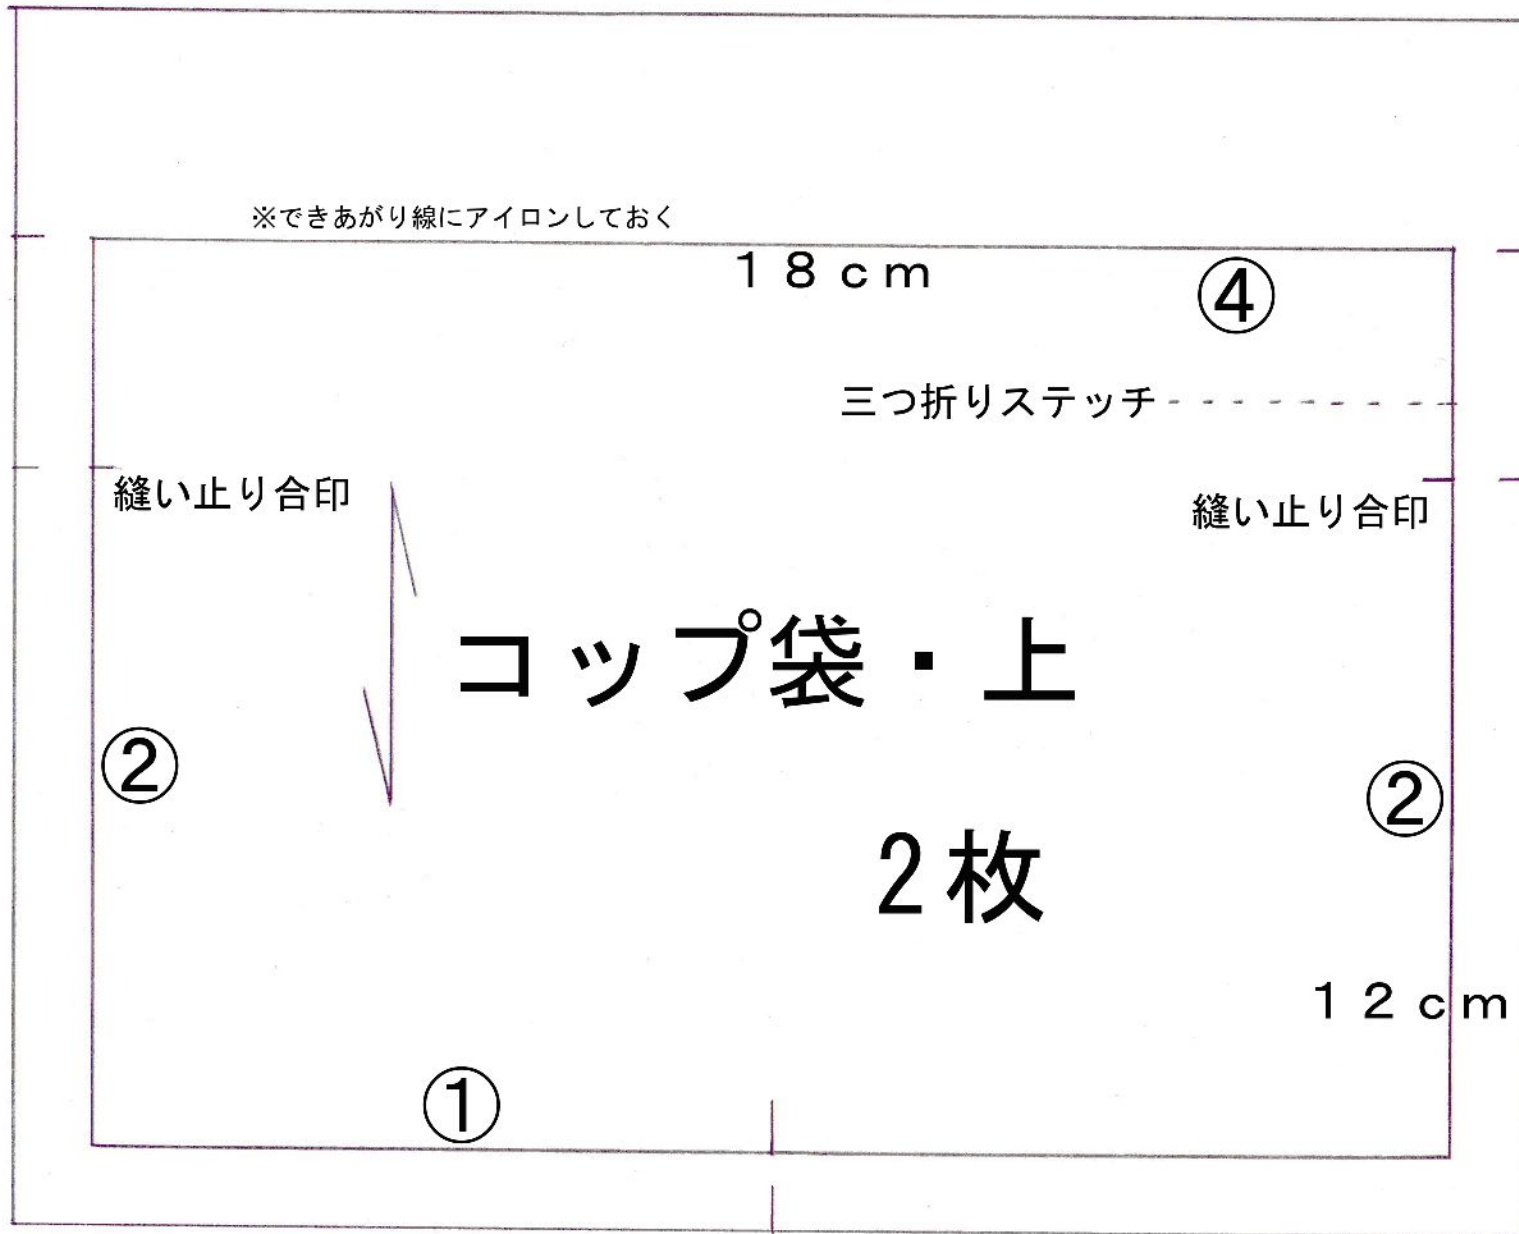 ※できあがり線にアイロンしておく
18cm
④
三つ折りステッチ
縫い止り合印
縫い止り合印
コップ袋・上
②
②
2枚
12cm
①